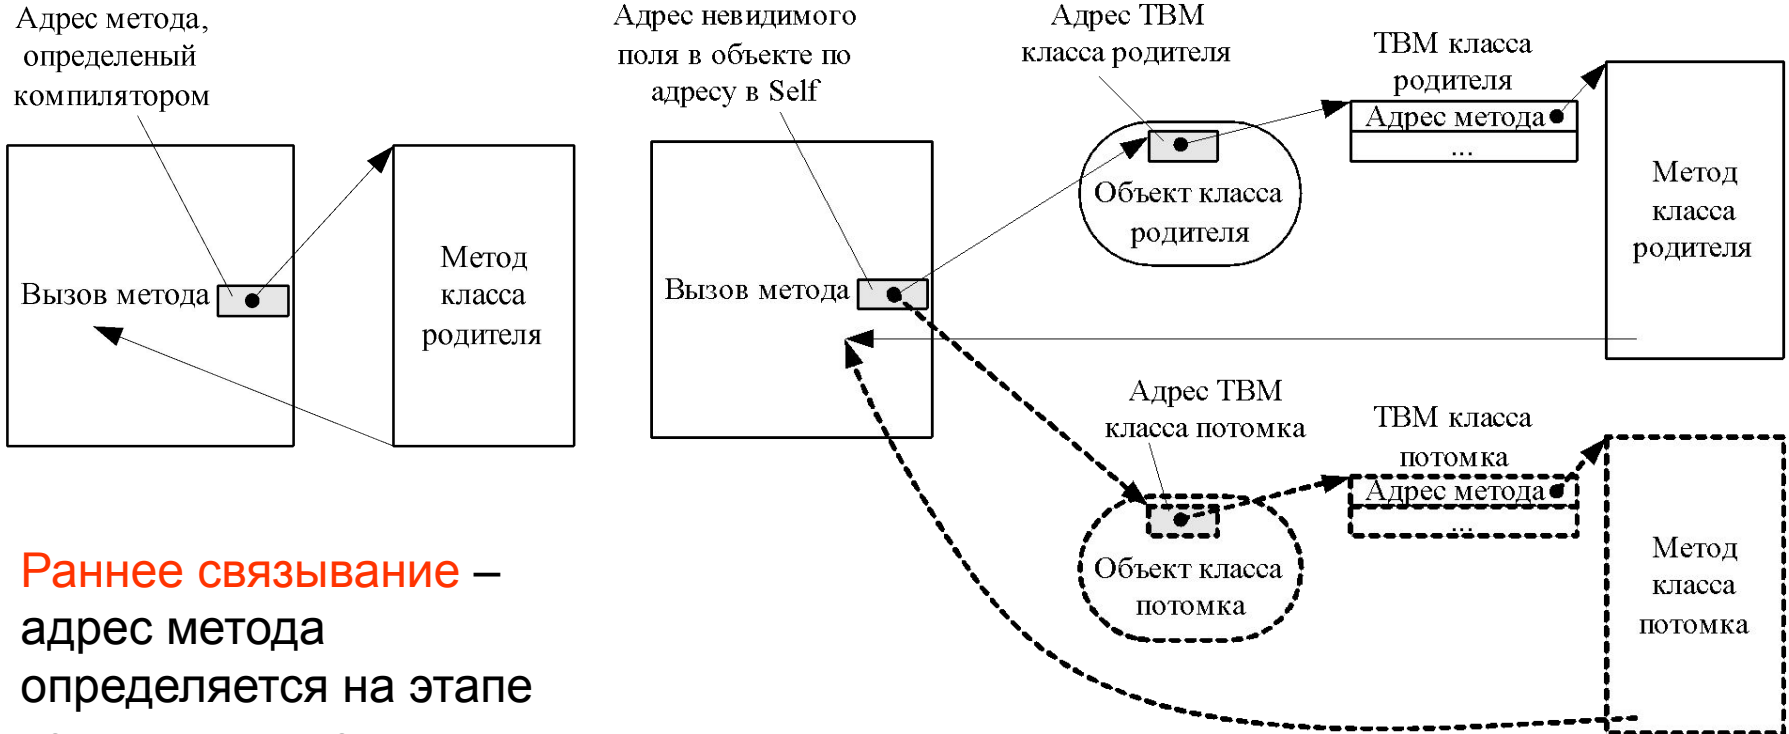 Адрес метода,
определеный
компилятором
Вызов метода
Метод
класса
родителя
Адрес невидимого
поля в объекте по
адресу в Self
Вызов метода
Адрес ТВМ
класса родителя
Объект класса
родителя
ТВМ класса
родителя
Адрес метода
...
Метод
класса
родителя
Адрес ТВМ
класса потомка
Объект класса
потомка
ТВМ класса
потомка
Адрес метода
...
Метод
класса
потомка
Раннее связывание –
адрес метода
определяется на этапе